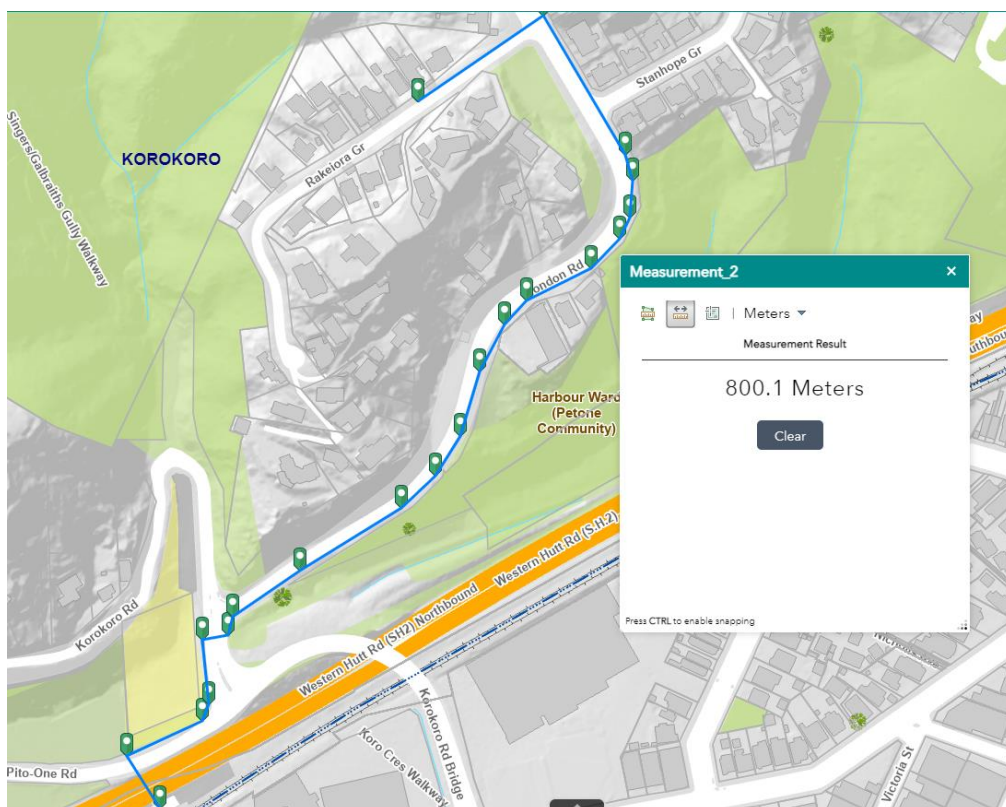 Stanhope Gr
Singers/Galbraiths Gully Walkway
KOROKORO
Rakeiora Gr
ondon Rd
Measurement_2
Meters
Measurement Result
800.1 Meters
Clear
Press CTRL to enable snapping
Harbour Ward
(Petone
Community)
Western Hutt Rd (S.H.2)
Western Hutt Rd (SH2) Northbound
Korokoro Rd
Korokoro Rd Bridge
Koro Cres Walkway
Pito-One Rd
Victoria St